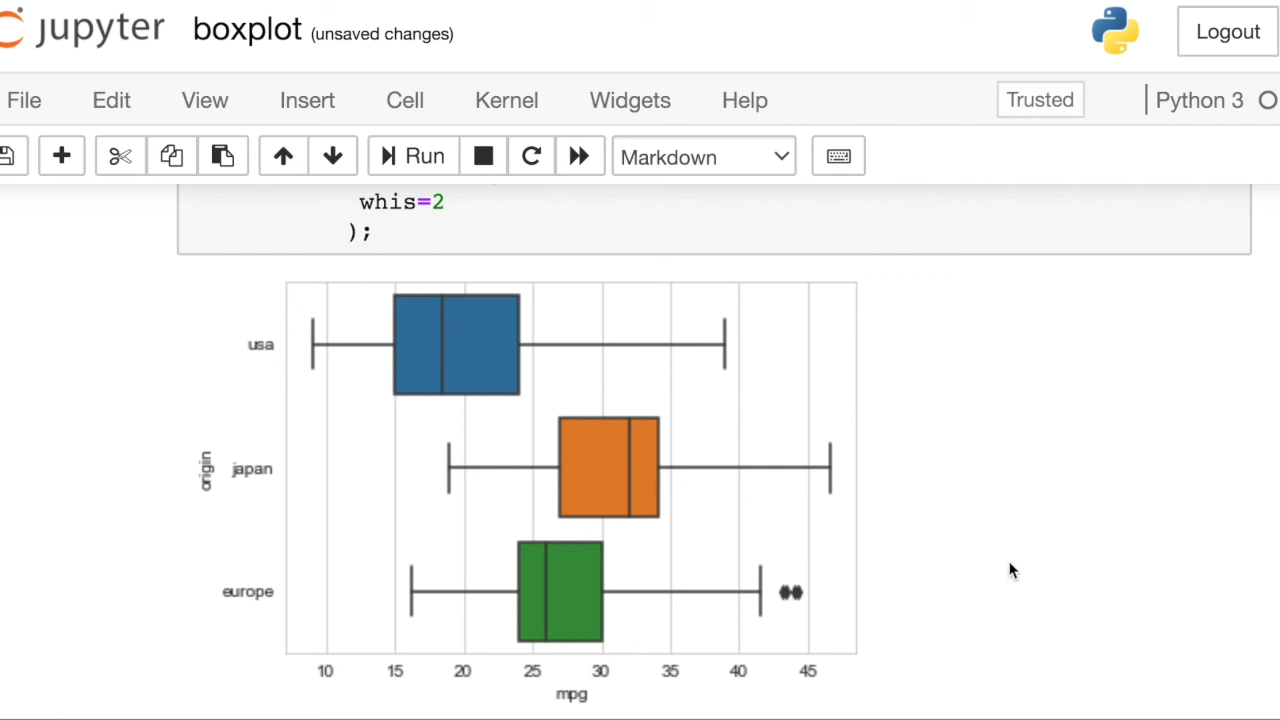 jupyter boxplot (unsaved changes) Logout
File Edit View Insert Cell Kernel Widgets Help Trusted Python 3
Run Markdown
whis=2
);
usa
japan
europe
origin
10 15 20 25 30 35 40 45
mpg